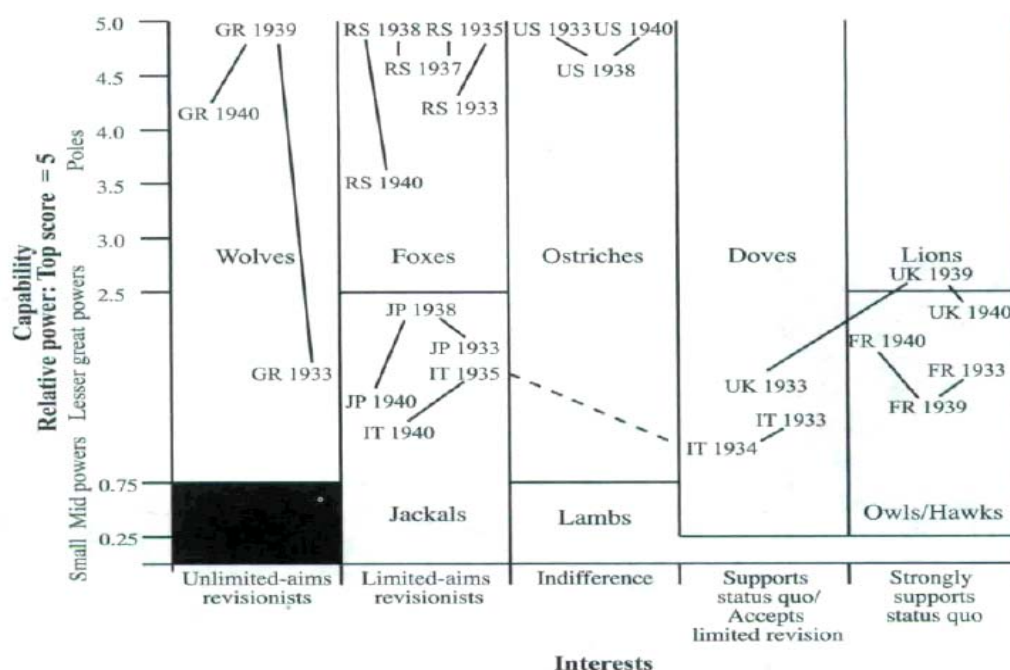 5.0
4.5
4.0
3.5
3.0
2.5
0.75
0.25
Capability
Relative power: Top score = 5
Small Mid powers Lesser great powers Poles
GR 1939
GR 1940
Wolves
GR 1933
RS 1938 RS 1935
RS 1937
RS 1933
RS 1940
Foxes
JP 1938
JP 1933
IT 1935
JP 1940
IT 1940
Jackals
US 1933 US 1940
US 1938
Ostriches
Lambs
Doves
UK 1933
IT 1933
IT 1934
Lions
UK 1939
UK 1940
FR 1940
FR 1933
FR 1939
Owls/Hawks
Unlimited-aims
revisionists
Limited-aims
revisionists
Indifference
Supports
status quo/
Accepts
limited revision
Strongly
supports
status quo
Interests